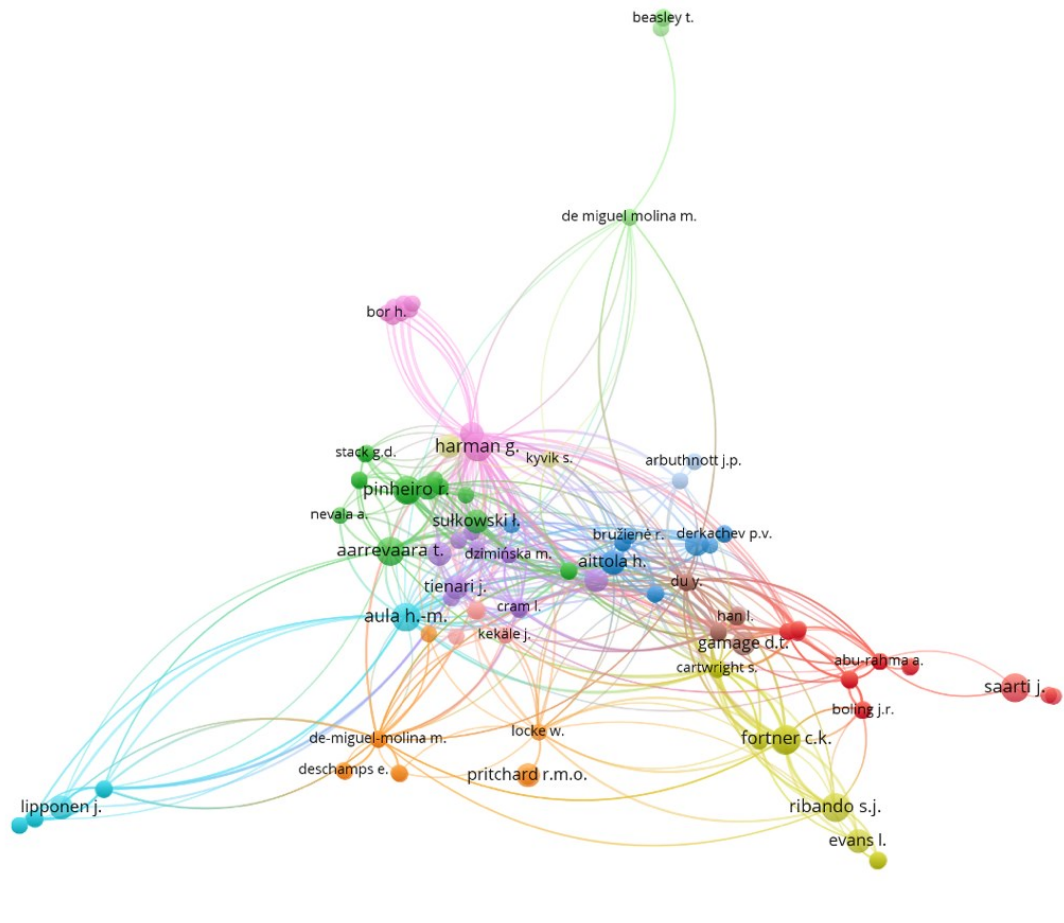 beasley t.
de miguel molina m.
bor h.
harman g.
stack g.d.
kyvik s.
arbuthnott j.p.
pinheiro r.
nevala a.
sułkowski ł.
bružienė r.
derkachev p.v.
aarrevaara t.
dzimińska m.
aittola h.
du y.
tienari j.
cram l.
aula h.-m.
han l.
kekäle j.
gamage d.t.
cartwright s.
abu-rahma a.
saarti j.
boling j.r.
de-miguel-molina m.
locke w.
fortner c.k.
deschamps e.
pritchard r.m.o.
lipponen j.
ribando s.j.
evans l.